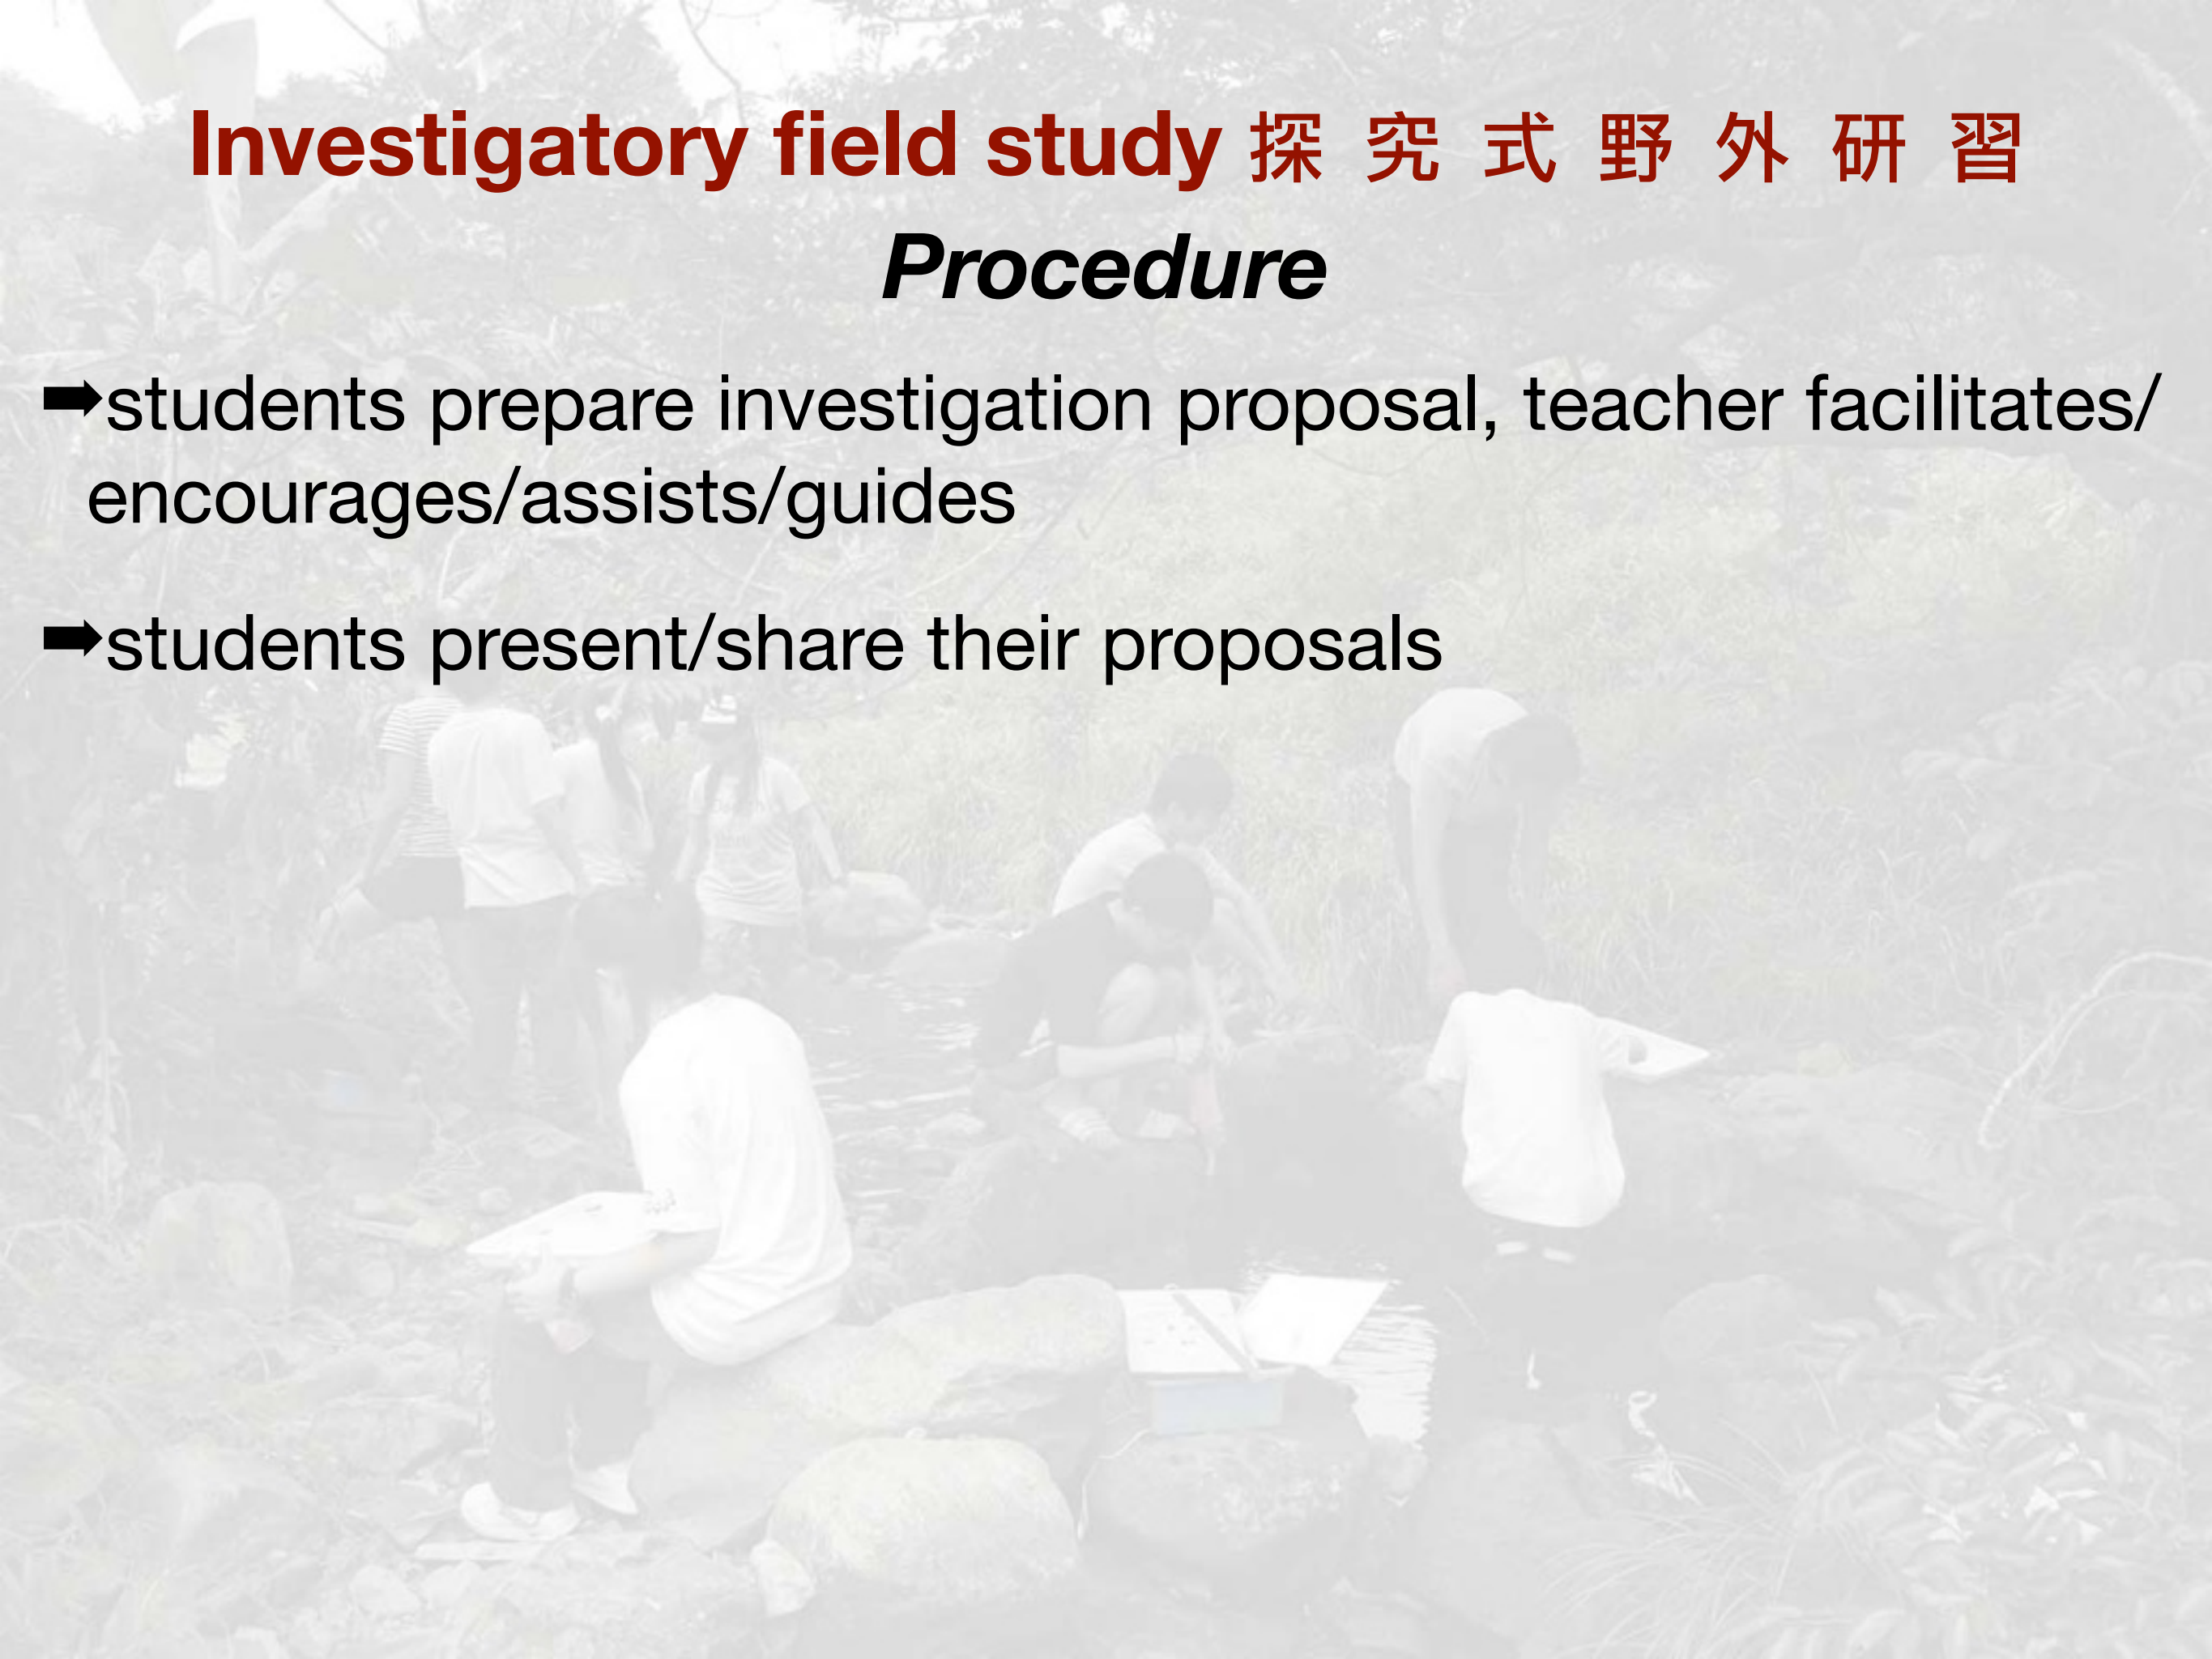 Investigatory field study 探究式野外研習
Procedure
➡students prepare investigation proposal, teacher facilitates/
encourages/assists/guides
➡students present/share their proposals